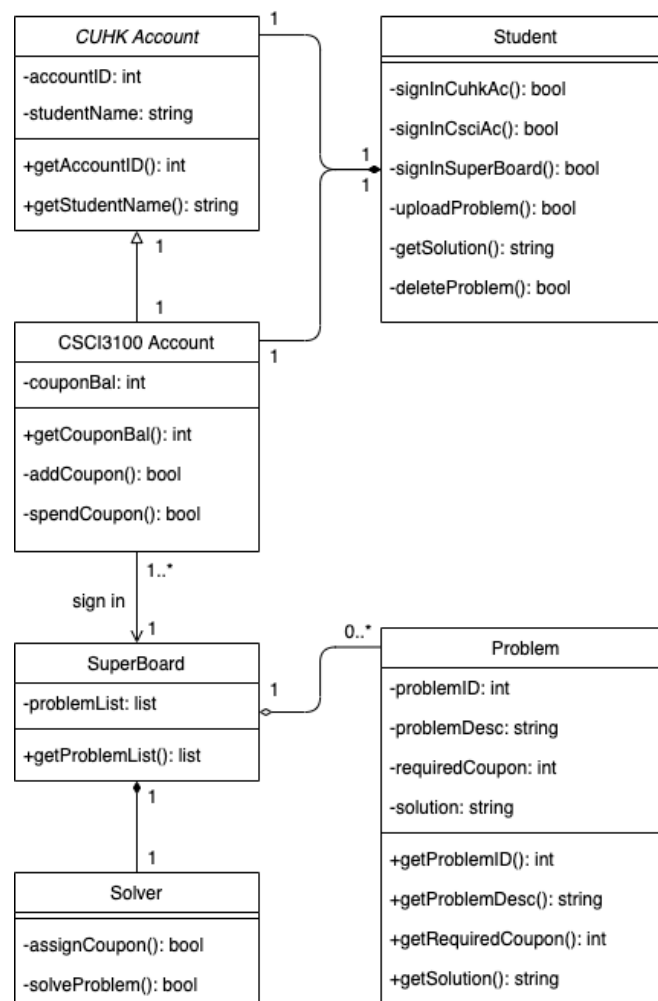 CUHK Account
-accountID: int
-studentName: string
+getAccountID(): int
+getStudentName(): string
1
1
1
1
Student
-signInCuhkAc(): bool
-signInCsciAc(): bool
-signInSuperBoard(): bool
-uploadProblem(): bool
-getSolution(): string
-deleteProblem(): bool
1
1
CSCI3100 Account
-couponBal: int
+getCouponBal(): int
-addCoupon(): bool
-spendCoupon(): bool
1
1..*
sign in
1
SuperBoard
-problemList: list
+getProblemList(): list
1
0..*
Problem
-problemID: int
-problemDesc: string
-requiredCoupon: int
-solution: string
+getProblemID(): int
+getProblemDesc(): string
+getRequiredCoupon(): int
+getSolution(): string
1
1
Solver
-assignCoupon(): bool
-solveProblem(): bool